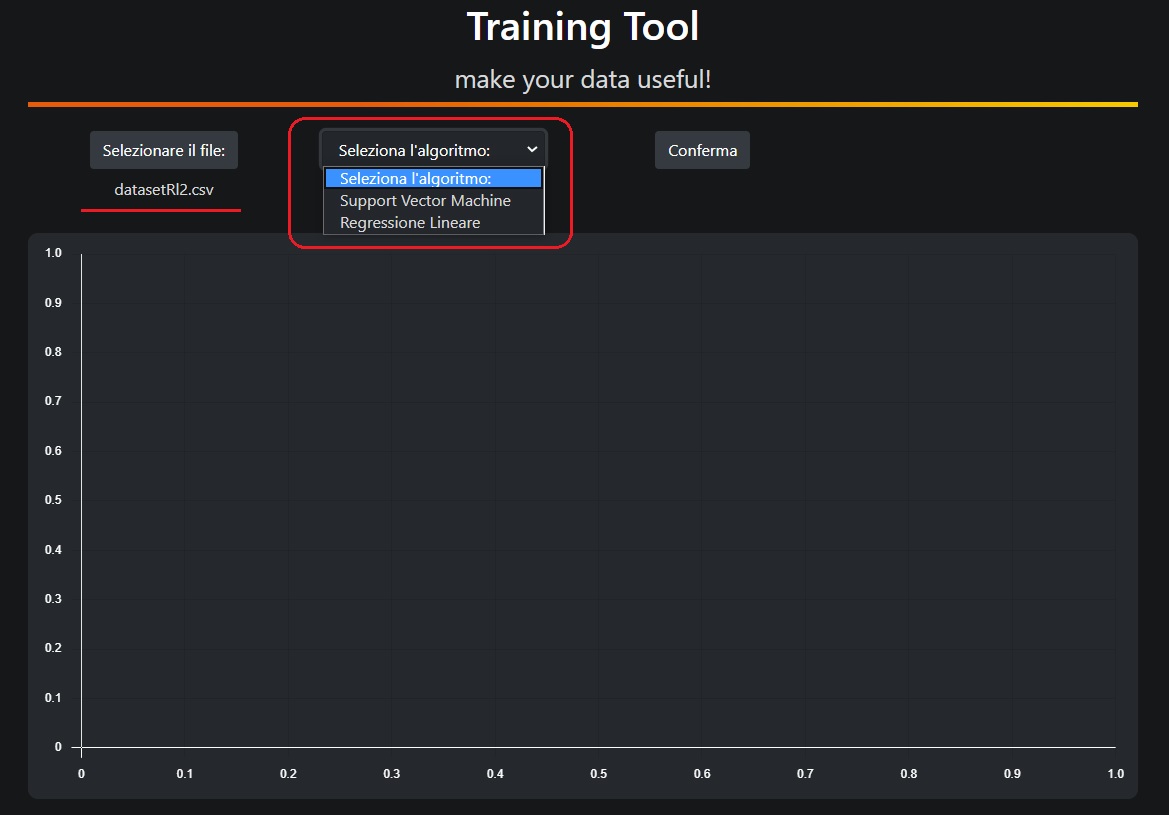 Training Tool
make your data useful!
Selezionare il file:
Seleziona l'algoritmo:
Conferma
datasetRl2.csv
Seleziona l'algoritmo:
Support Vector Machine
Regressione Lineare
1.0
0.9
0.8
0.7
0.6
0.5
0.4
0.3
0.2
0.1
0
0 0.1 0.2 0.3 0.4 0.5 0.6 0.7 0.8 0.9 1.0